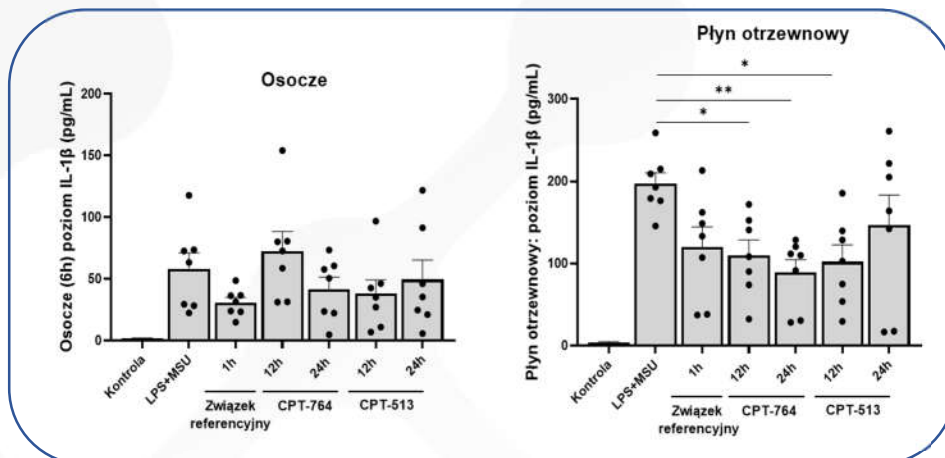 Osocze
Osocze (6h) poziom IL-1β (pg/mL)
200
150
100
50
0
Kontrola
LPS+MSU
1h
12h
24h
12h
24h
Związek
referencyjny
CPT-764
CPT-513
Płyn otrzewnowy
Płyn otrzewnowy: poziom IL-1β (pg/mL)
*
**
*
300
200
100
0
Kontrola
LPS+MSU
1h
12h
24h
12h
24h
Związek
referencyjny
CPT-764
CPT-513